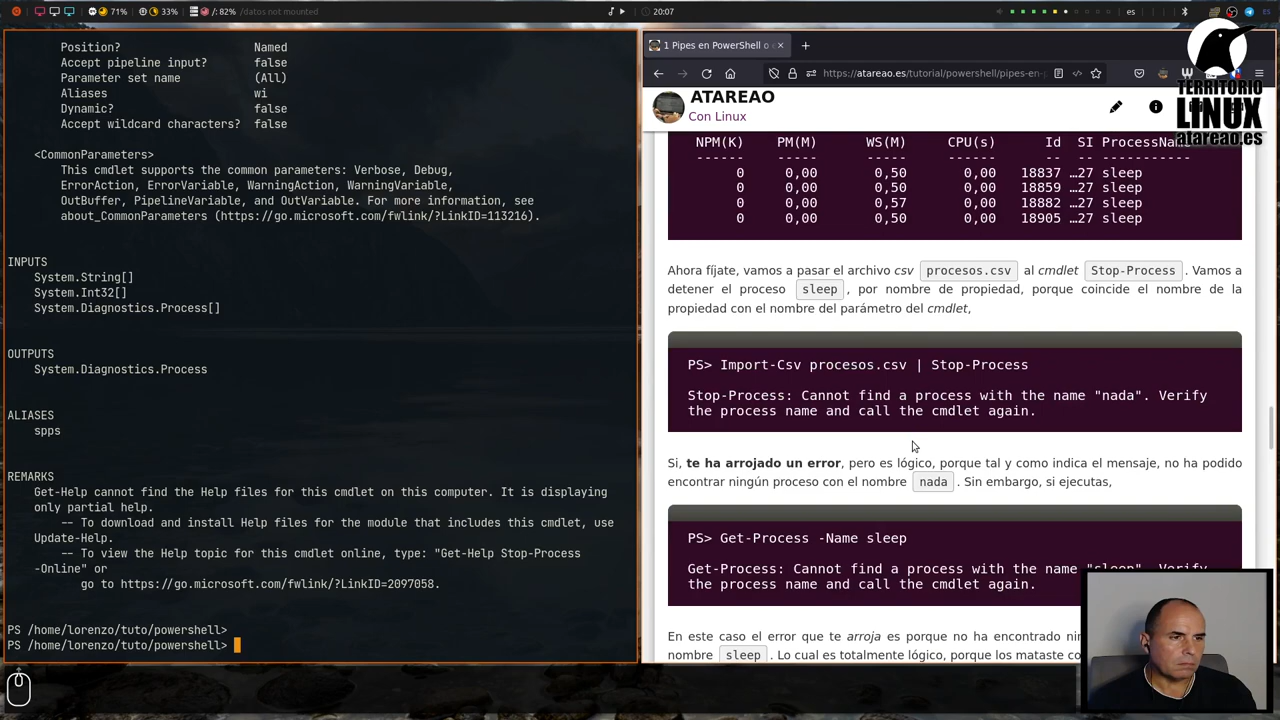 71%
33%
/: 82%
/datos not mounted
20:07
es
ES
Position? Named
Accept pipeline input? false
Parameter set name (All)
Aliases wi
Dynamic? false
Accept wildcard characters? false
<CommonParameters>
This cmdlet supports the common parameters: Verbose, Debug,
ErrorAction, ErrorVariable, WarningAction, WarningVariable,
OutBuffer, PipelineVariable, and OutVariable. For more information, see
about_CommonParameters (https://go.microsoft.com/fwlink/?LinkID=113216).
INPUTS
System.String[]
System.Int32[]
System.Diagnostics.Process[]
OUTPUTS
System.Diagnostics.Process
ALIASES
spps
REMARKS
Get-Help cannot find the Help files for this cmdlet on this computer. It is displaying
only partial help.
-- To download and install Help files for the module that includes this cmdlet, use
Update-Help.
-- To view the Help topic for this cmdlet online, type: "Get-Help Stop-Process
-Online" or
go to https://go.microsoft.com/fwlink/?LinkID=2097058.
PS /home/lorenzo/tuto/powershell>
PS /home/lorenzo/tuto/powershell>
1 Pipes en PowerShell o
https://atareao.es/tutorial/powershell/pipes-en-
TERRITORIO
LINUX
atareao.es
ATAREAO
Con Linux
NPM(K) PM(M) WS(M) CPU(s) Id SI ProcessName
------ ----- ----- ------ -- -- -----------
0 0,00 0,50 0,00 18837 …27 sleep
0 0,00 0,50 0,00 18859 …27 sleep
0 0,00 0,57 0,00 18882 …27 sleep
0 0,00 0,50 0,00 18905 …27 sleep
Ahora fíjate, vamos a pasar el archivo csv procesos.csv al cmdlet Stop-Process . Vamos a
detener el proceso sleep , por nombre de propiedad, porque coincide el nombre de la
propiedad con el nombre del parámetro del cmdlet,
PS> Import-Csv procesos.csv | Stop-Process
Stop-Process: Cannot find a process with the name "nada". Verify
the process name and call the cmdlet again.
Si, te ha arrojado un error, pero es lógico, porque tal y como indica el mensaje, no ha podido
encontrar ningún proceso con el nombre nada . Sin embargo, si ejecutas,
PS> Get-Process -Name sleep
Get-Process: Cannot find a process with the name "sleep". Verify
the process name and call the cmdlet again.
En este caso el error que te arroja es porque no ha encontrado
nombre sleep . Lo cual es totalmente lógico, porque los mataste